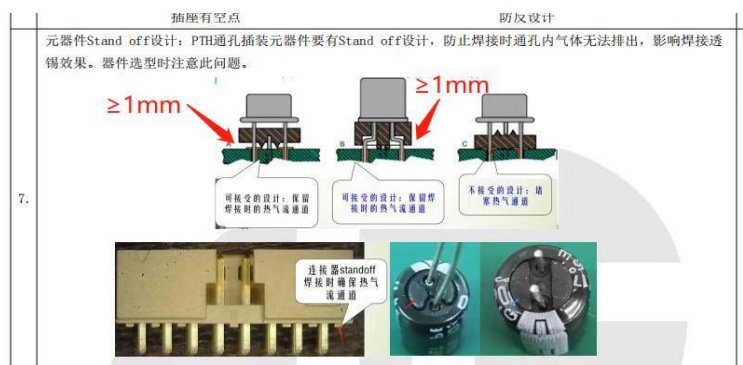 插座有空点
防反设计
7.
元器件Stand off设计：PTH通孔插装元器件要有Stand off设计，防止焊接时通孔内气体无法排出，影响焊接透
锡效果。器件选型时注意此问题。
≥1mm
≥1mm
A
B
C
可接受的设计：保留
焊接时的热气流通道
可接受的设计：保留焊
接时的热气流通道
不接受的设计：堵
塞热气通道
连接器standoff
焊接时确保热气
流通道